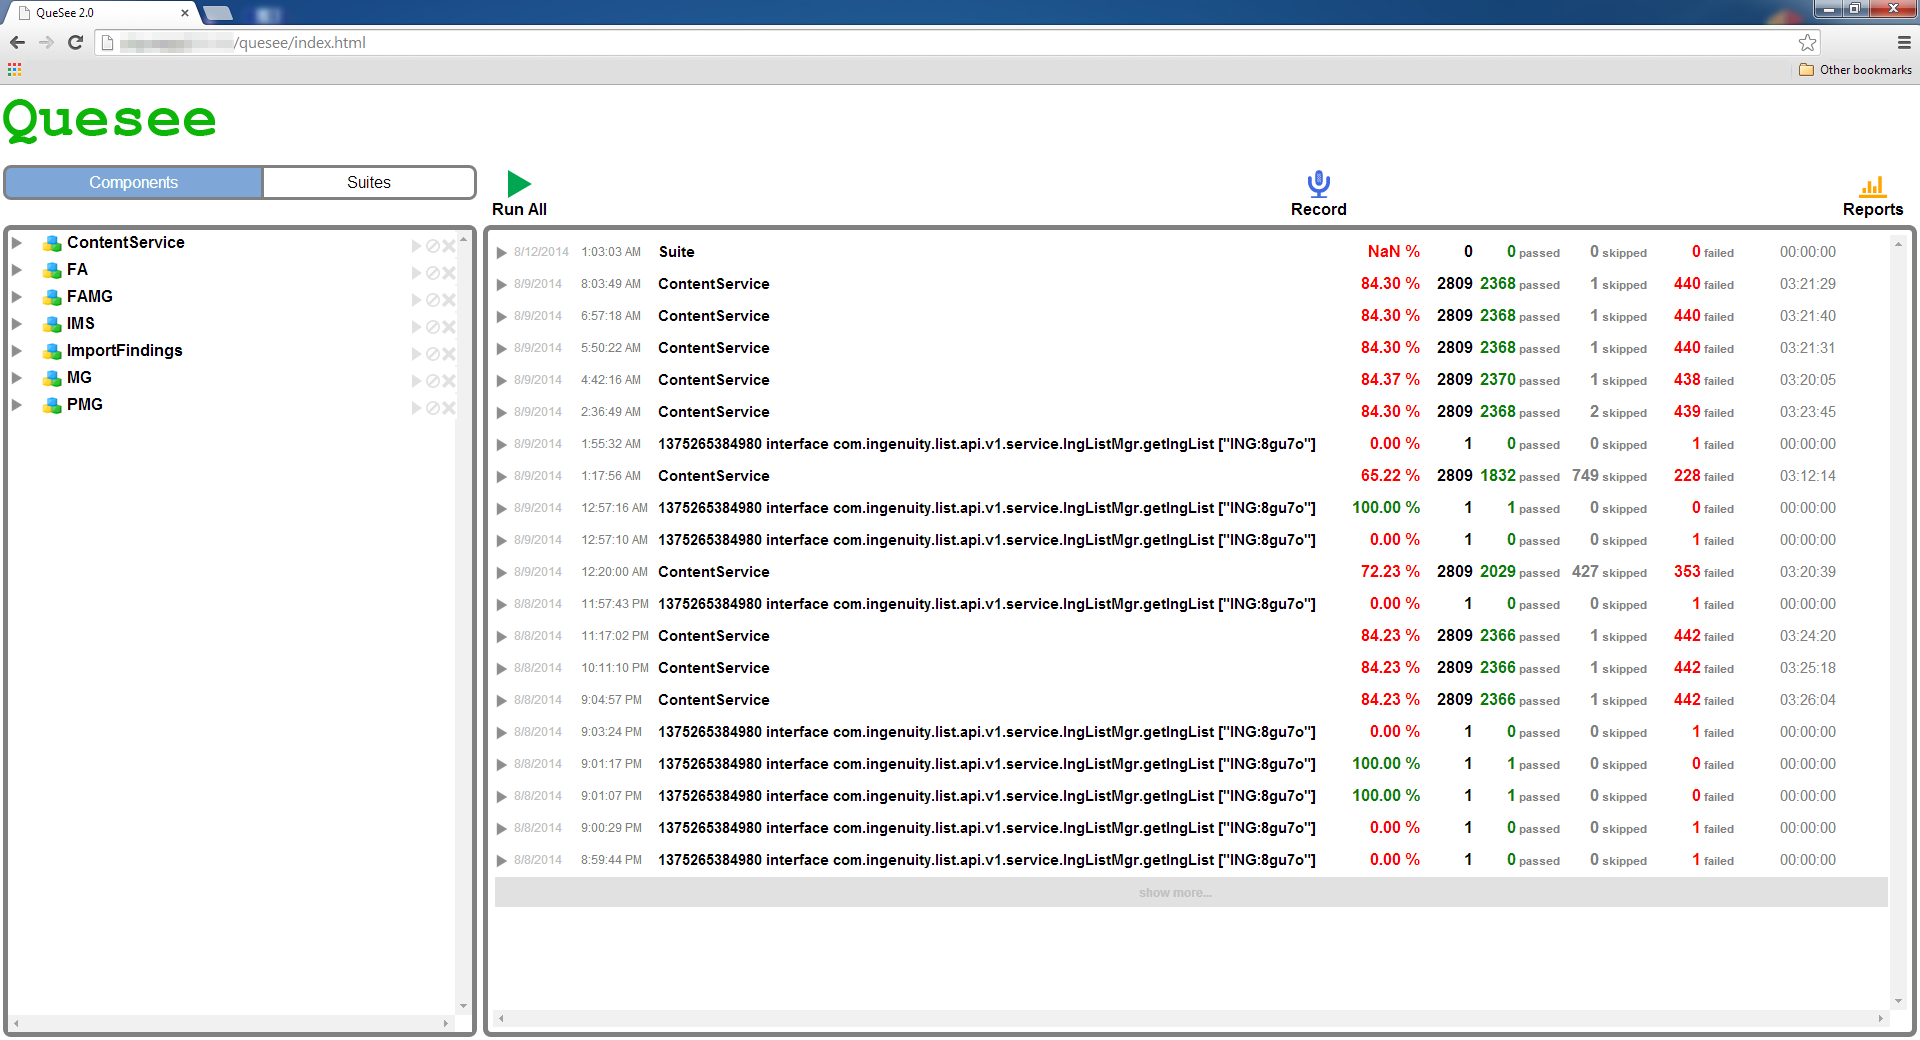 QueSee 2.0
/quesee/index.html
Other bookmarks
Quesee
Components Suites
Run All Record Reports
ContentService
FA
FAMG
IMS
ImportFindings
MG
PMG
8/12/2014 1:03:03 AM Suite NaN % 0 0 passed 0 skipped 0 failed 00:00:00
8/9/2014 8:03:49 AM ContentService 84.30 % 2809 2368 passed 1 skipped 440 failed 03:21:29
8/9/2014 6:57:18 AM ContentService 84.30 % 2809 2368 passed 1 skipped 440 failed 03:21:40
8/9/2014 5:50:22 AM ContentService 84.30 % 2809 2368 passed 1 skipped 440 failed 03:21:31
8/9/2014 4:42:16 AM ContentService 84.37 % 2809 2370 passed 1 skipped 438 failed 03:20:05
8/9/2014 2:36:49 AM ContentService 84.30 % 2809 2368 passed 2 skipped 439 failed 03:23:45
8/9/2014 1:55:32 AM 1375265384980 interface com.ingenuity.list.api.v1.service.IngListMgr.getIngList ["ING:8gu7o"] 0.00 % 1 0 passed 0 skipped 1 failed 00:00:00
8/9/2014 1:17:56 AM ContentService 65.22 % 2809 1832 passed 749 skipped 228 failed 03:12:14
8/9/2014 12:57:16 AM 1375265384980 interface com.ingenuity.list.api.v1.service.IngListMgr.getIngList ["ING:8gu7o"] 100.00 % 1 1 passed 0 skipped 0 failed 00:00:00
8/9/2014 12:57:10 AM 1375265384980 interface com.ingenuity.list.api.v1.service.IngListMgr.getIngList ["ING:8gu7o"] 0.00 % 1 0 passed 0 skipped 1 failed 00:00:00
8/9/2014 12:20:00 AM ContentService 72.23 % 2809 2029 passed 427 skipped 353 failed 03:20:39
8/8/2014 11:57:43 PM 1375265384980 interface com.ingenuity.list.api.v1.service.IngListMgr.getIngList ["ING:8gu7o"] 0.00 % 1 0 passed 0 skipped 1 failed 00:00:00
8/8/2014 11:17:02 PM ContentService 84.23 % 2809 2366 passed 1 skipped 442 failed 03:24:20
8/8/2014 10:11:10 PM ContentService 84.23 % 2809 2366 passed 1 skipped 442 failed 03:25:18
8/8/2014 9:04:57 PM ContentService 84.23 % 2809 2366 passed 1 skipped 442 failed 03:26:04
8/8/2014 9:03:24 PM 1375265384980 interface com.ingenuity.list.api.v1.service.IngListMgr.getIngList ["ING:8gu7o"] 0.00 % 1 0 passed 0 skipped 1 failed 00:00:00
8/8/2014 9:01:17 PM 1375265384980 interface com.ingenuity.list.api.v1.service.IngListMgr.getIngList ["ING:8gu7o"] 100.00 % 1 1 passed 0 skipped 0 failed 00:00:00
8/8/2014 9:01:07 PM 1375265384980 interface com.ingenuity.list.api.v1.service.IngListMgr.getIngList ["ING:8gu7o"] 100.00 % 1 1 passed 0 skipped 0 failed 00:00:00
8/8/2014 9:00:29 PM 1375265384980 interface com.ingenuity.list.api.v1.service.IngListMgr.getIngList ["ING:8gu7o"] 0.00 % 1 0 passed 0 skipped 1 failed 00:00:00
8/8/2014 8:59:44 PM 1375265384980 interface com.ingenuity.list.api.v1.service.IngListMgr.getIngList ["ING:8gu7o"] 0.00 % 1 0 passed 0 skipped 1 failed 00:00:00
show more...